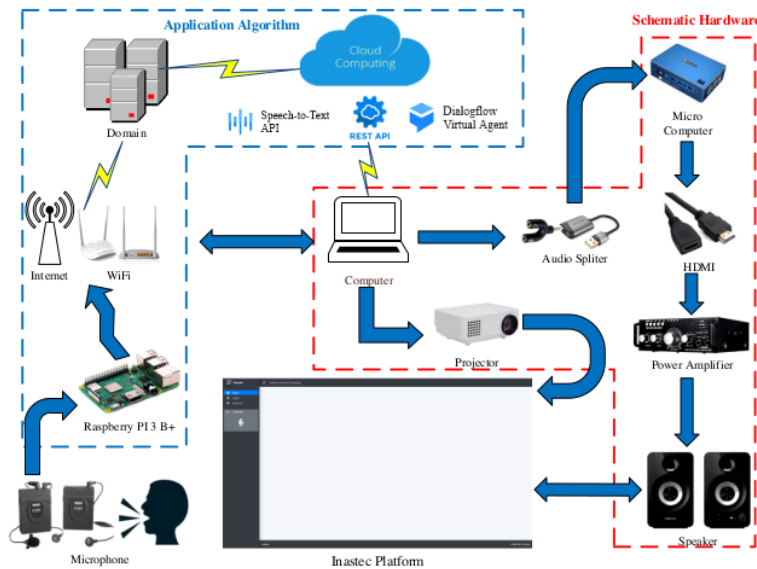 Application Algorithm
Schematic Hardware
Cloud
Computing
Speech-to-Text
API
REST API
Dialogflow
Virtual Agent
Domain
Micro
Computer
Internet
WiFi
Computer
Audio Spliter
HDMI
Projector
Power Amplifier
Raspberry PI 3 B+
Microphone
Inastec Platform
Speaker